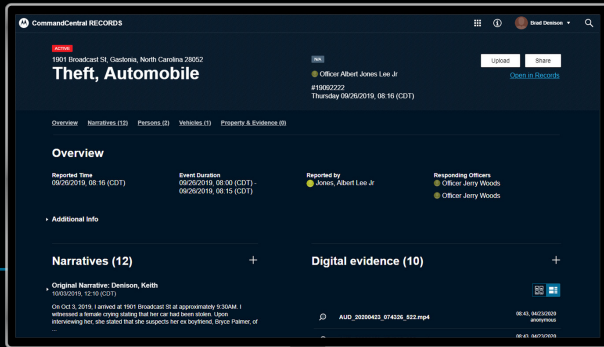 CommandCentral RECORDS
Brad Denison
ACTIVE
1901 Broadcast St, Gastonia, North Carolina 28052
Theft, Automobile
N/A
Officer Albert Jones Lee Jr
#19092222
Thursday 09/26/2019, 08:16 (CDT)
Upload Share
Open in Records
Overview Narratives (12) Persons (2) Vehicles (1) Property & Evidence (0)
Overview
Reported Time
09/26/2019, 08:16 (CDT)
Event Duration
09/26/2019, 08:00 (CDT) -
09/26/2019, 08:15 (CDT)
Reported by
Jones, Albert Lee Jr
Responding Officers
Officer Jerry Woods
Officer Jerry Woods
Additional Info
Narratives (12) +
Original Narrative: Denison, Keith
10/03/2019, 12:10 (CDT)
On Oct 3, 2019, I arrived at 1901 Broadcast St at approximately 9:30AM. I
witnessed a female crying stating that her car had been stolen. Upon
interviewing her, she stated that she suspects her ex boyfriend, Bryce Palmer, of
...
Digital evidence (10) +
AUD_20200423_074326_522.mp4
08:43, 04/23/2020
anonymous
08:43, 04/23/2020